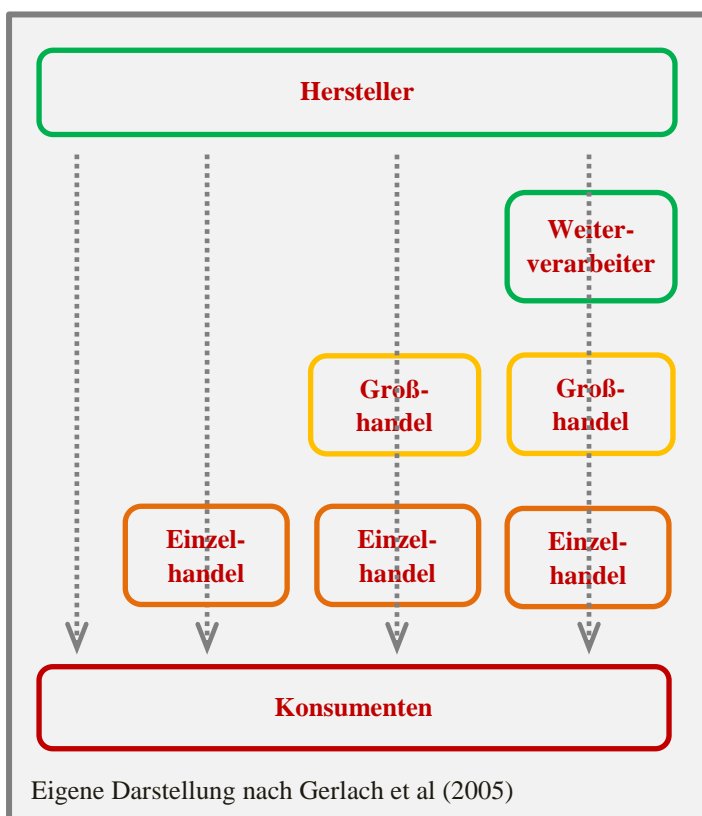 Hersteller
Weiter-
verarbeiter
Groß-
handel
Groß-
handel
Einzel-
handel
Einzel-
handel
Einzel-
handel
Konsumenten
Eigene Darstellung nach Gerlach et al (2005)